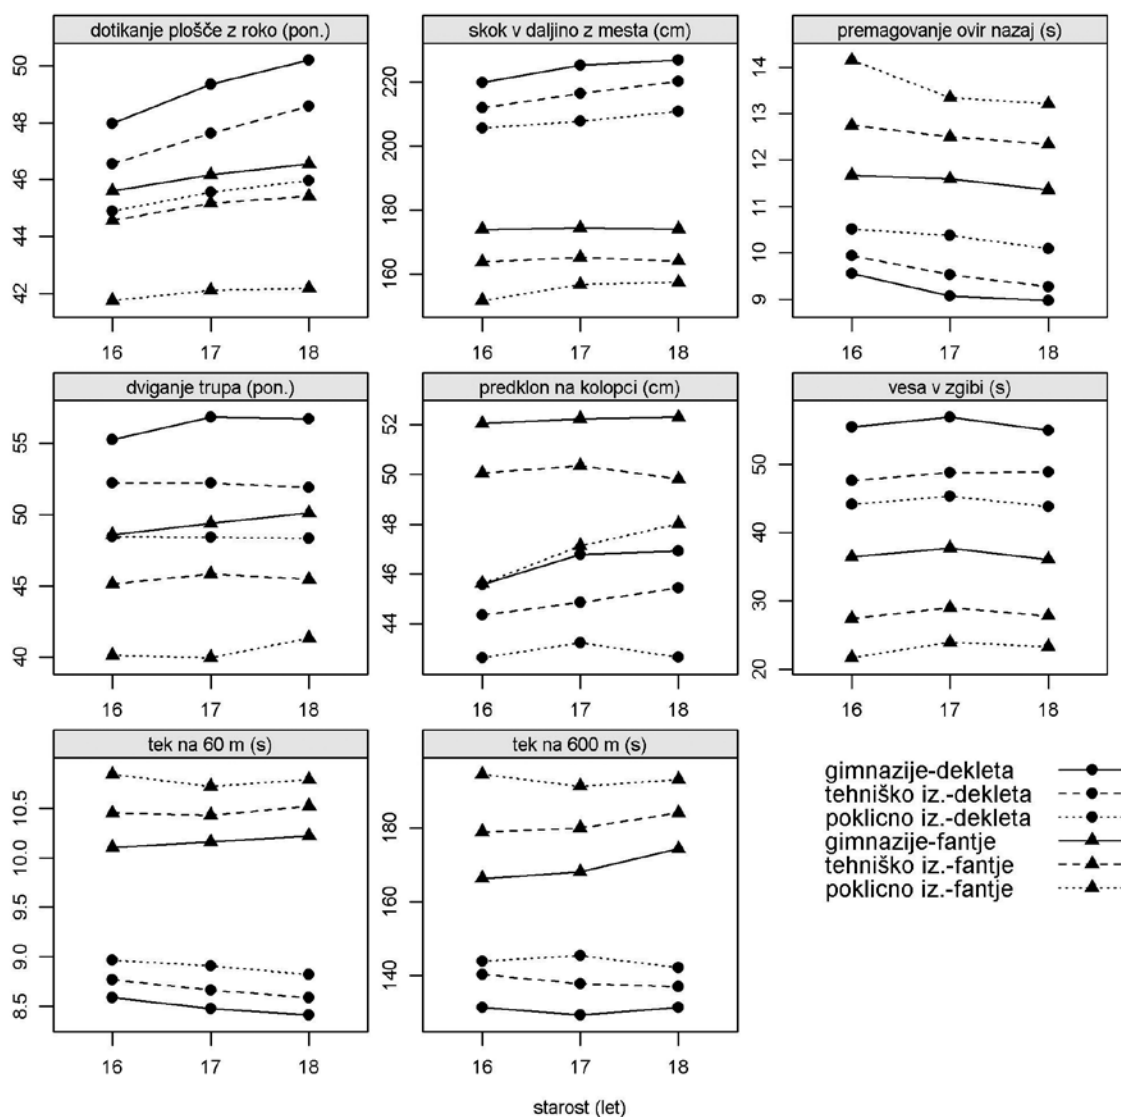 dotikanje plošče z roko (pon.)
skok v daljino z mesta (cm)
premagovanje ovir nazaj (s)
50
48
46
44
42
220
200
180
160
14
13
12
11
10
9
16 17 18
16 17 18
16 17 18
dviganje trupa (pon.)
predklon na kolopci (cm)
vesa v zgibi (s)
55
50
45
40
52
50
48
46
44
50
40
30
20
16 17 18
16 17 18
16 17 18
tek na 60 m (s)
tek na 600 m (s)
10.5
10.0
9.5
9.0
8.5
180
160
140
16 17 18
16 17 18
gimnazije-dekleta
tehniško iz.-dekleta
poklicno iz.-dekleta
gimnazije-fantje
tehniško iz.-fantje
poklicno iz.-fantje
starost (let)